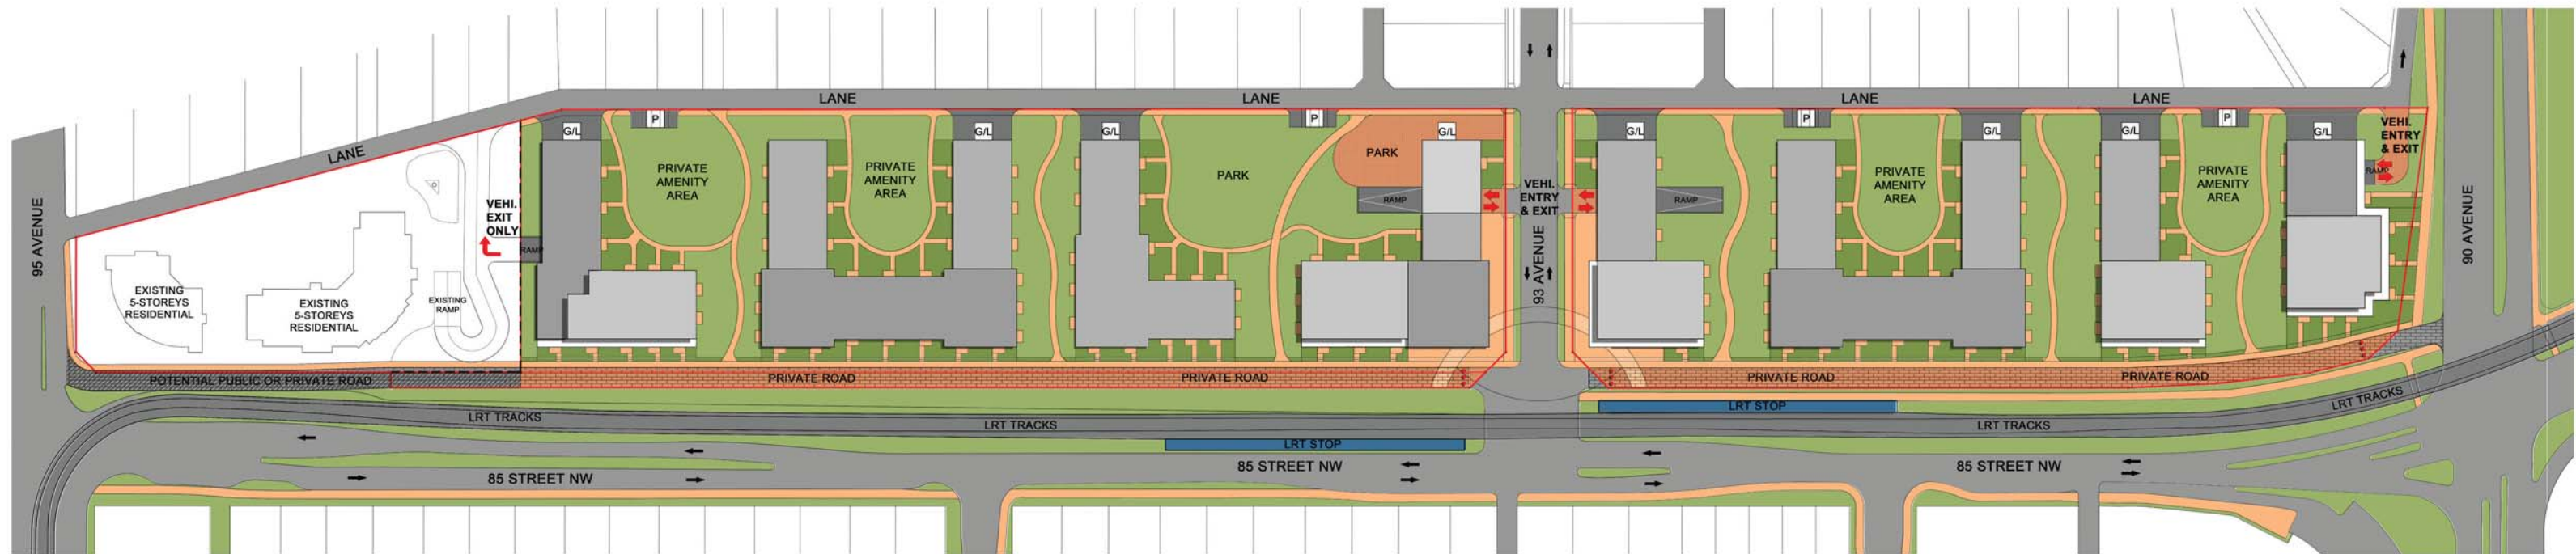 LANE
LANE
LANE
LANE
LANE
P
P
P
P
G/L
G/L
G/L
G/L
G/L
G/L
G/L
G/L
VEHI.
ENTRY
& EXIT
PARK
PRIVATE
AMENITY
AREA
PRIVATE
AMENITY
AREA
PARK
PRIVATE
AMENITY
AREA
PRIVATE
AMENITY
AREA
RAMP
VEHI.
EXIT
ONLY
RAMP
RAMP
VEHI.
ENTRY
& EXIT
RAMP
95 AVENUE
93 AVENUE
90 AVENUE
EXISTING
5-STOREYS
RESIDENTIAL
EXISTING
5-STOREYS
RESIDENTIAL
EXISTING
RAMP
POTENTIAL PUBLIC OR PRIVATE ROAD
PRIVATE ROAD
PRIVATE ROAD
PRIVATE ROAD
PRIVATE ROAD
LRT TRACKS
LRT TRACKS
LRT STOP
LRT TRACKS
LRT TRACKS
LRT STOP
85 STREET NW
85 STREET NW
85 STREET NW